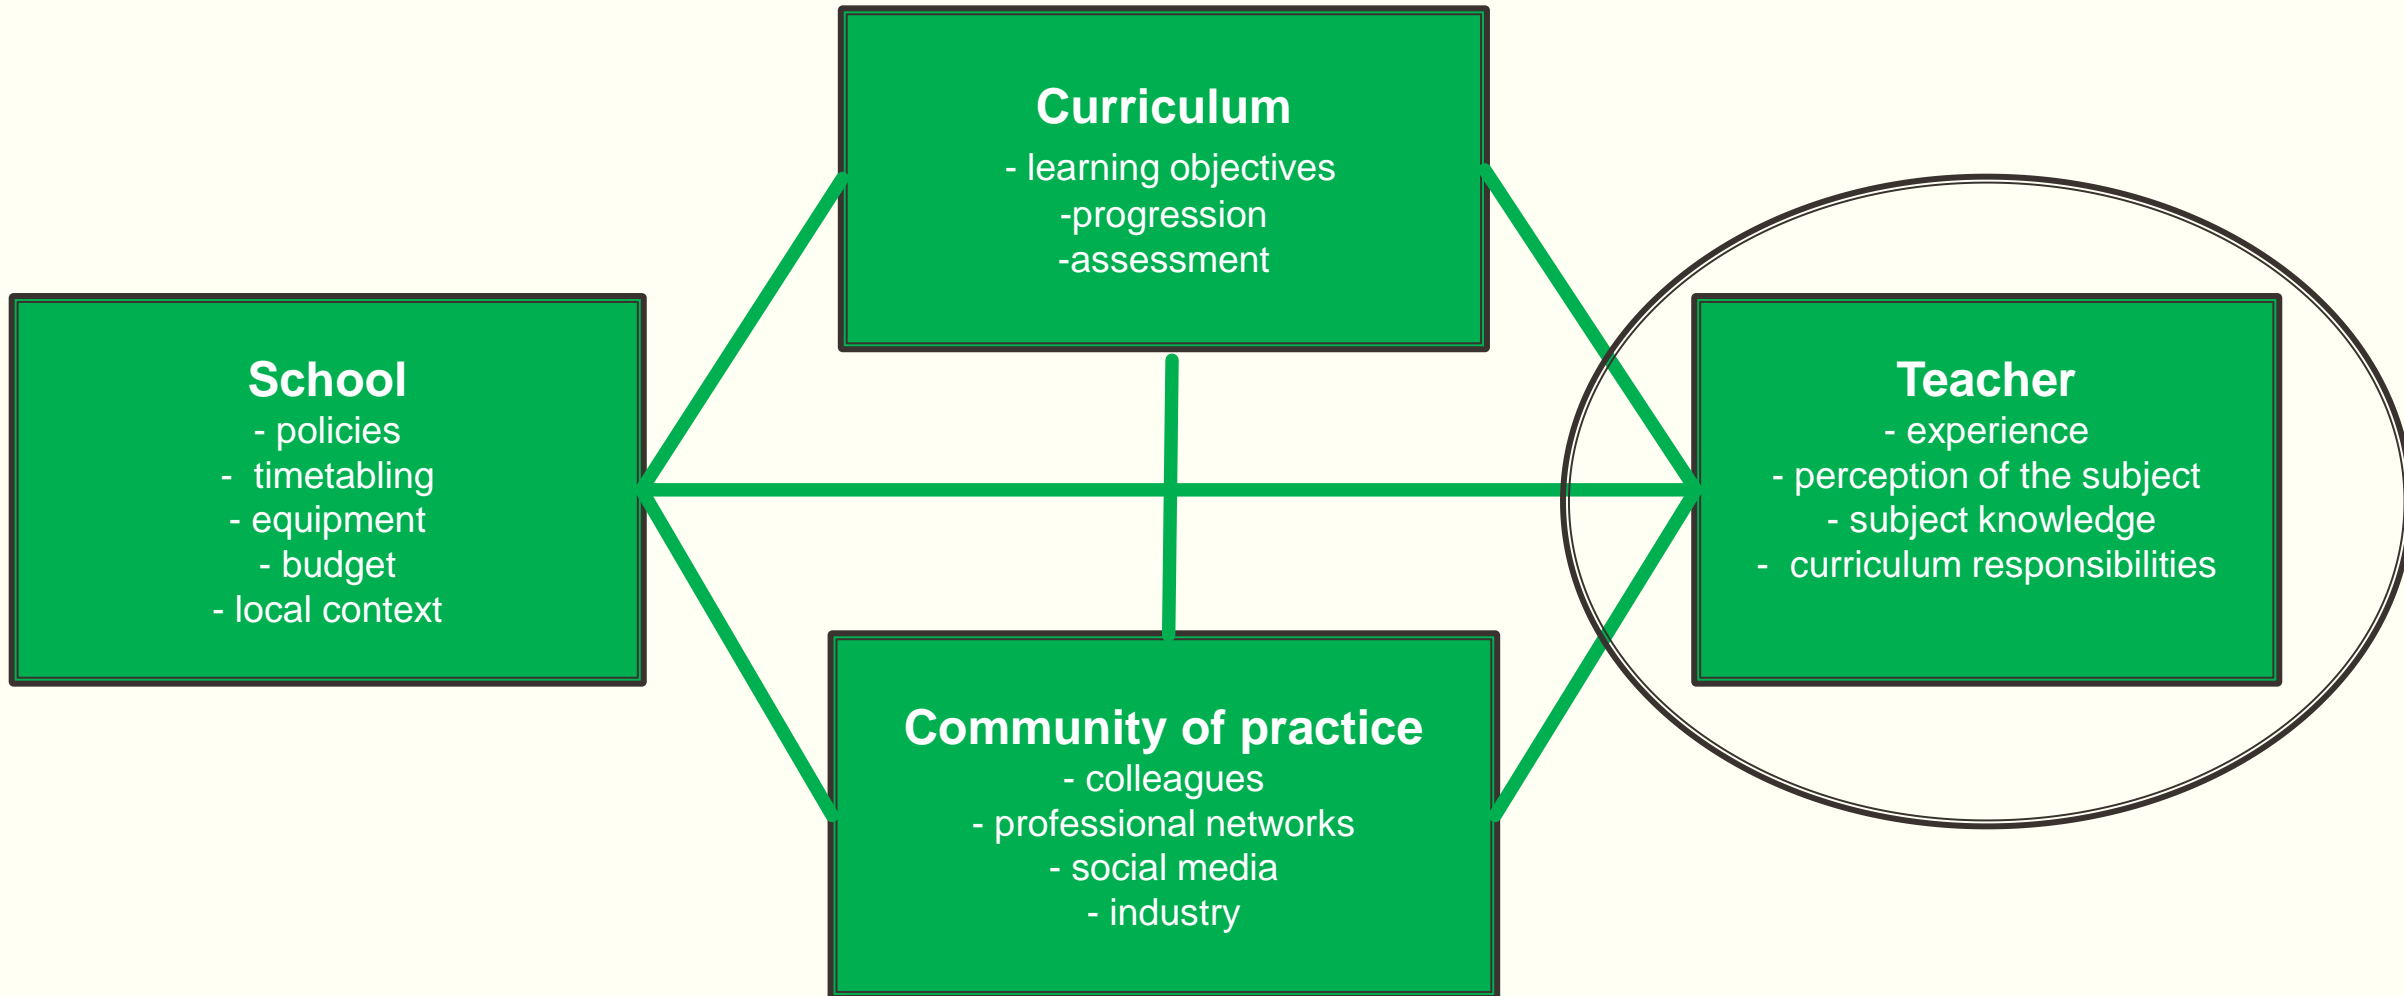 Curriculum
- learning objectives
-progression
-assessment
School
- policies
-  timetabling
- equipment
- budget
- local context
Teacher
- experience
- perception of the subject
- subject knowledge
-  curriculum responsibilities
Community of practice
- colleagues
- professional networks
- social media
- industry